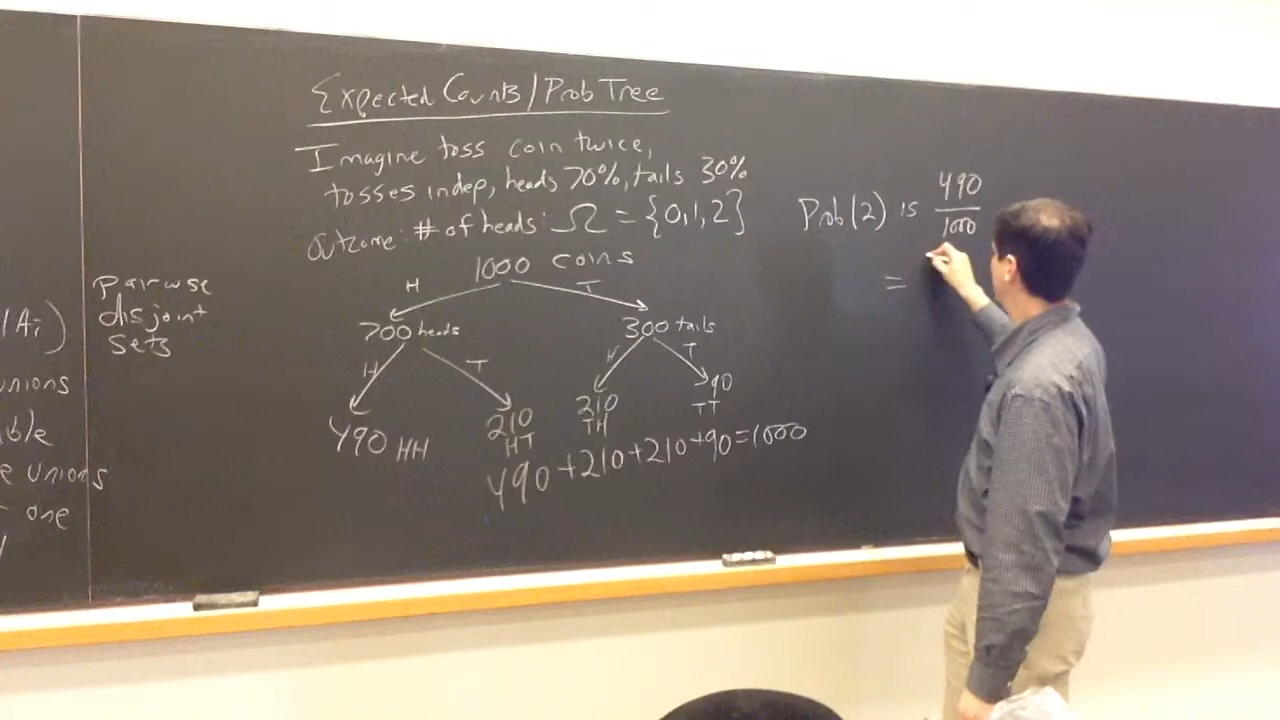 Expected Counts/Prob Tree
Imagine toss coin twice,
tosses indep, heads 70%, tails 30%
outcome: # of heads: Ω = {0,1,2}
1000 coins
H T
700 heads 300 tails
H T H T
490 HH 210 HT 210 TH 90 TT
490+210+210+90=1000
Prob(2) is 490/1000
=
pairwise
disjoint
sets
Ai)
unions
unions
one